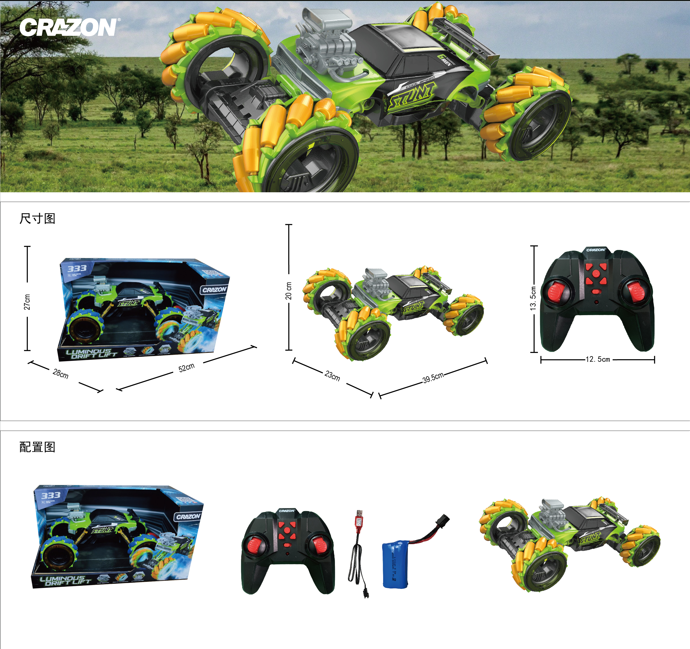 CRAZON
STUNT
尺寸图
333
CRAZON
LUMINOUS
DRIFT LIFT
27cm
28cm
52cm
20 cm
23cm
39.5cm
CRAZON
13.5cm
12.5cm
配置图
333
CRAZON
LUMINOUS
DRIFT LIFT
CRAZON